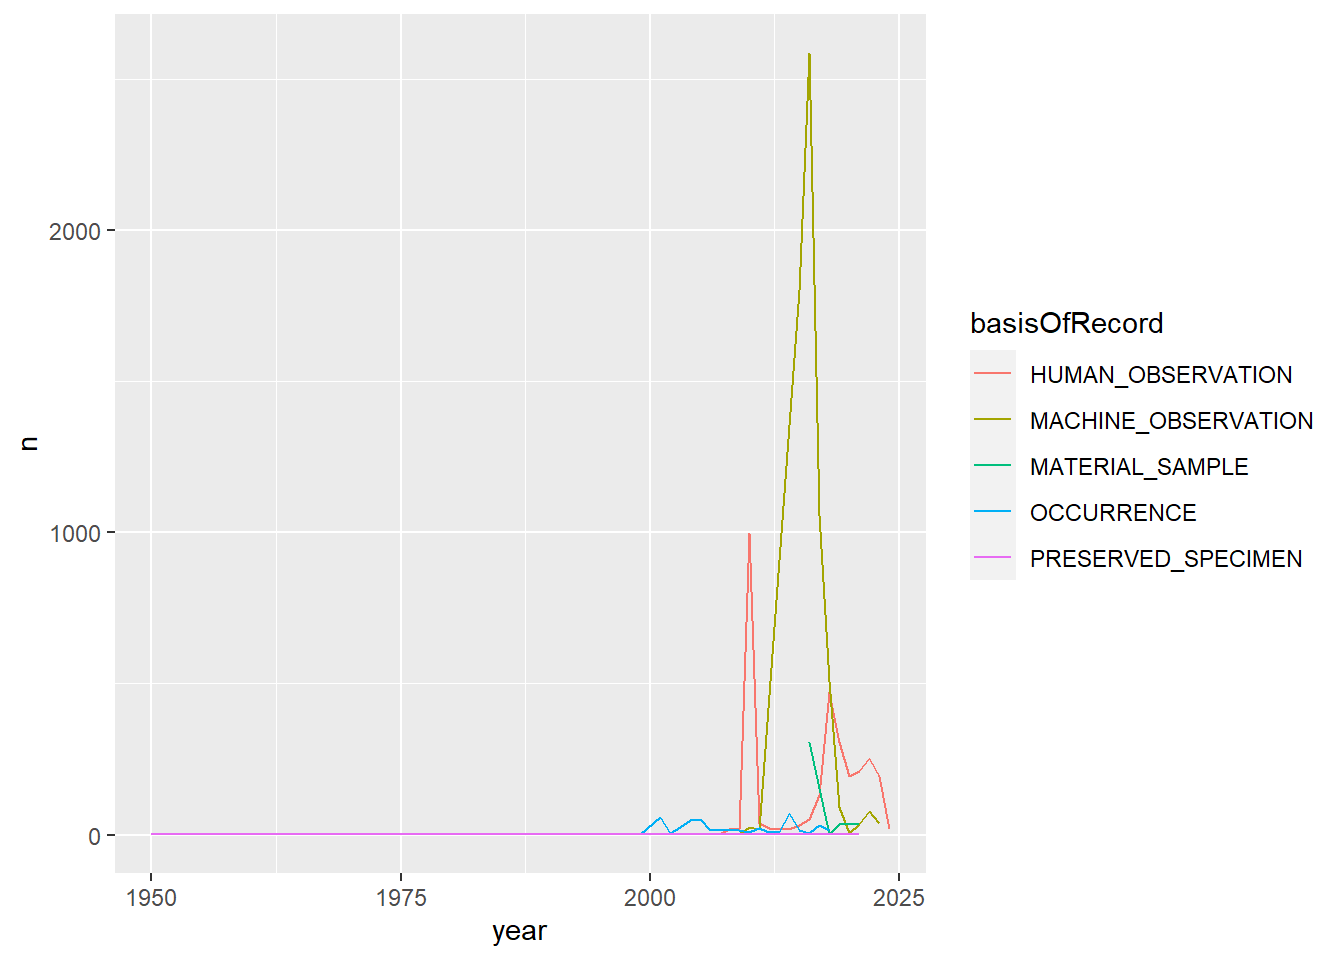 2000
1000
0
n
1950
1975
2000
2025
year
basisOfRecord
HUMAN_OBSERVATION
MACHINE_OBSERVATION
MATERIAL_SAMPLE
OCCURRENCE
PRESERVED_SPECIMEN